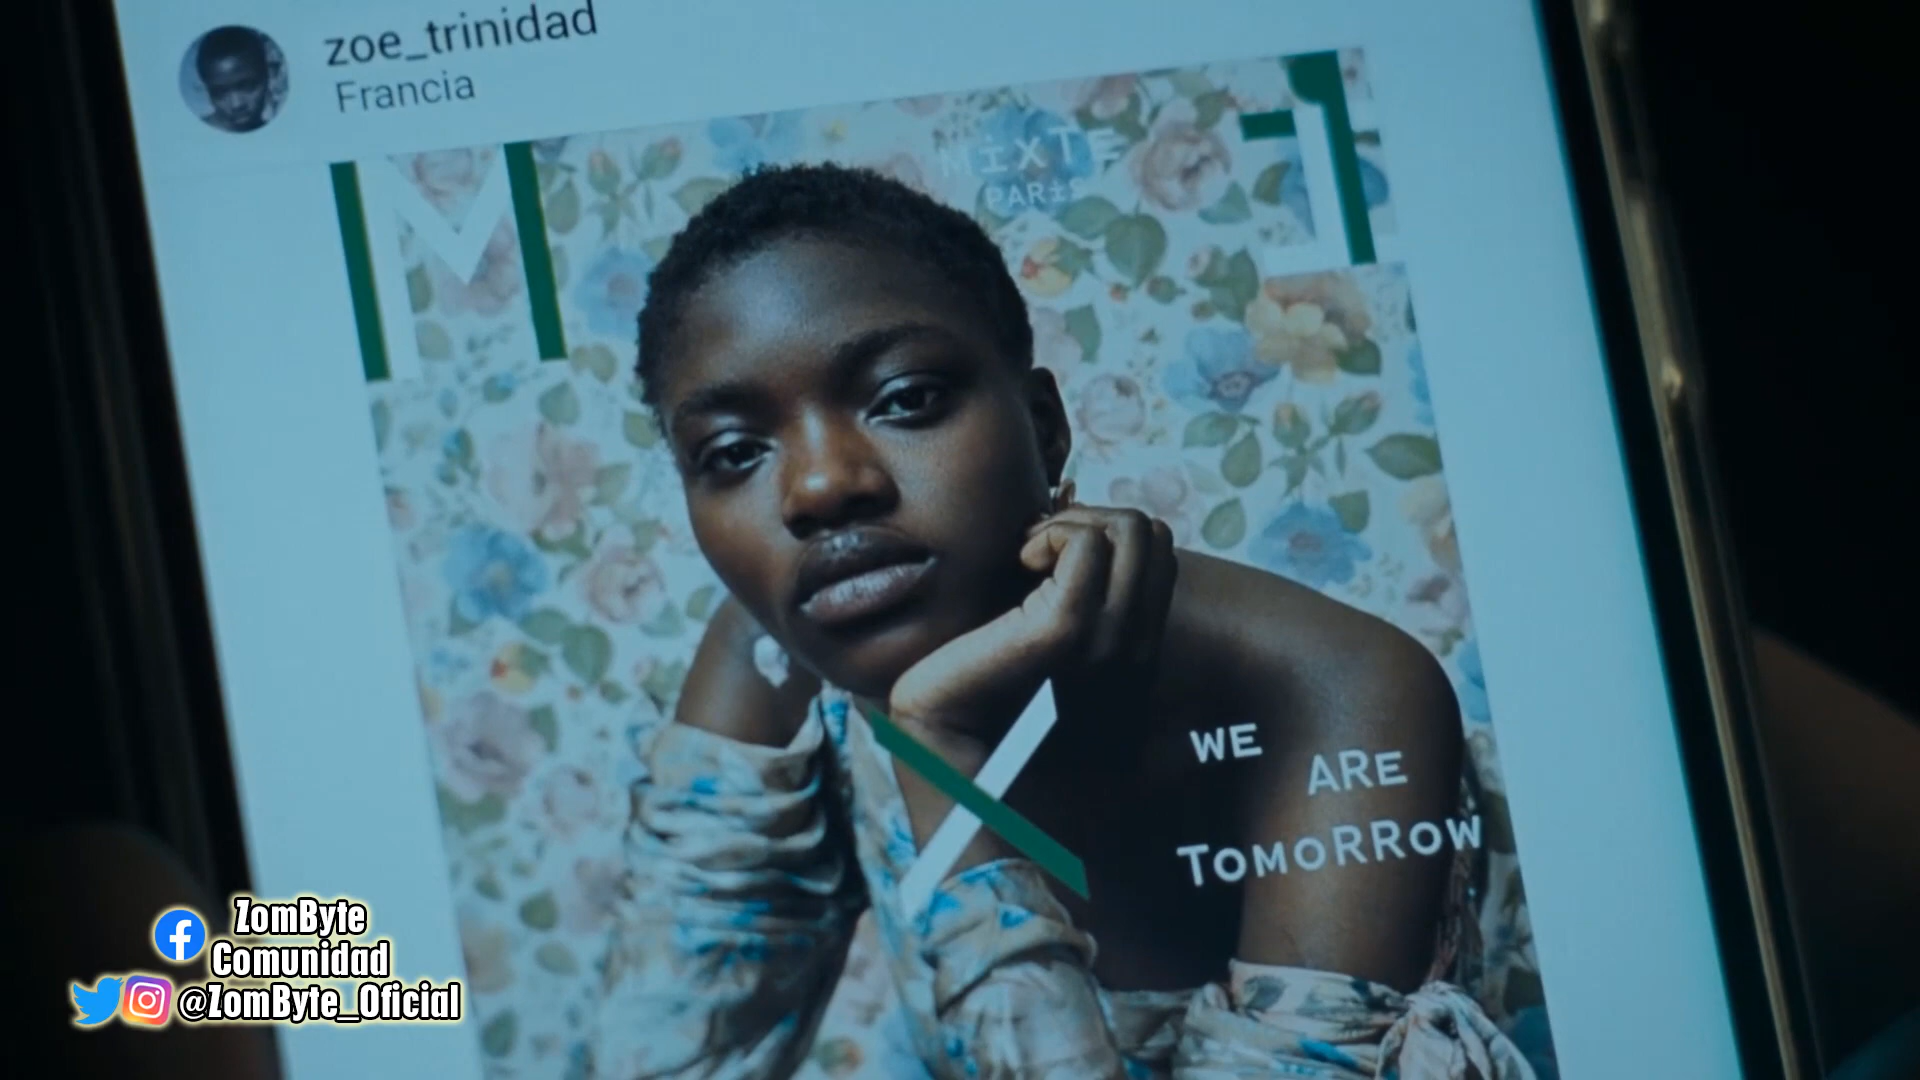 zoe_trinidad
Francia
MiXTE
PARiS
M
X
WE
ARE
TOMORROW
ZomByte
Comunidad
@ZomByte_Oficial